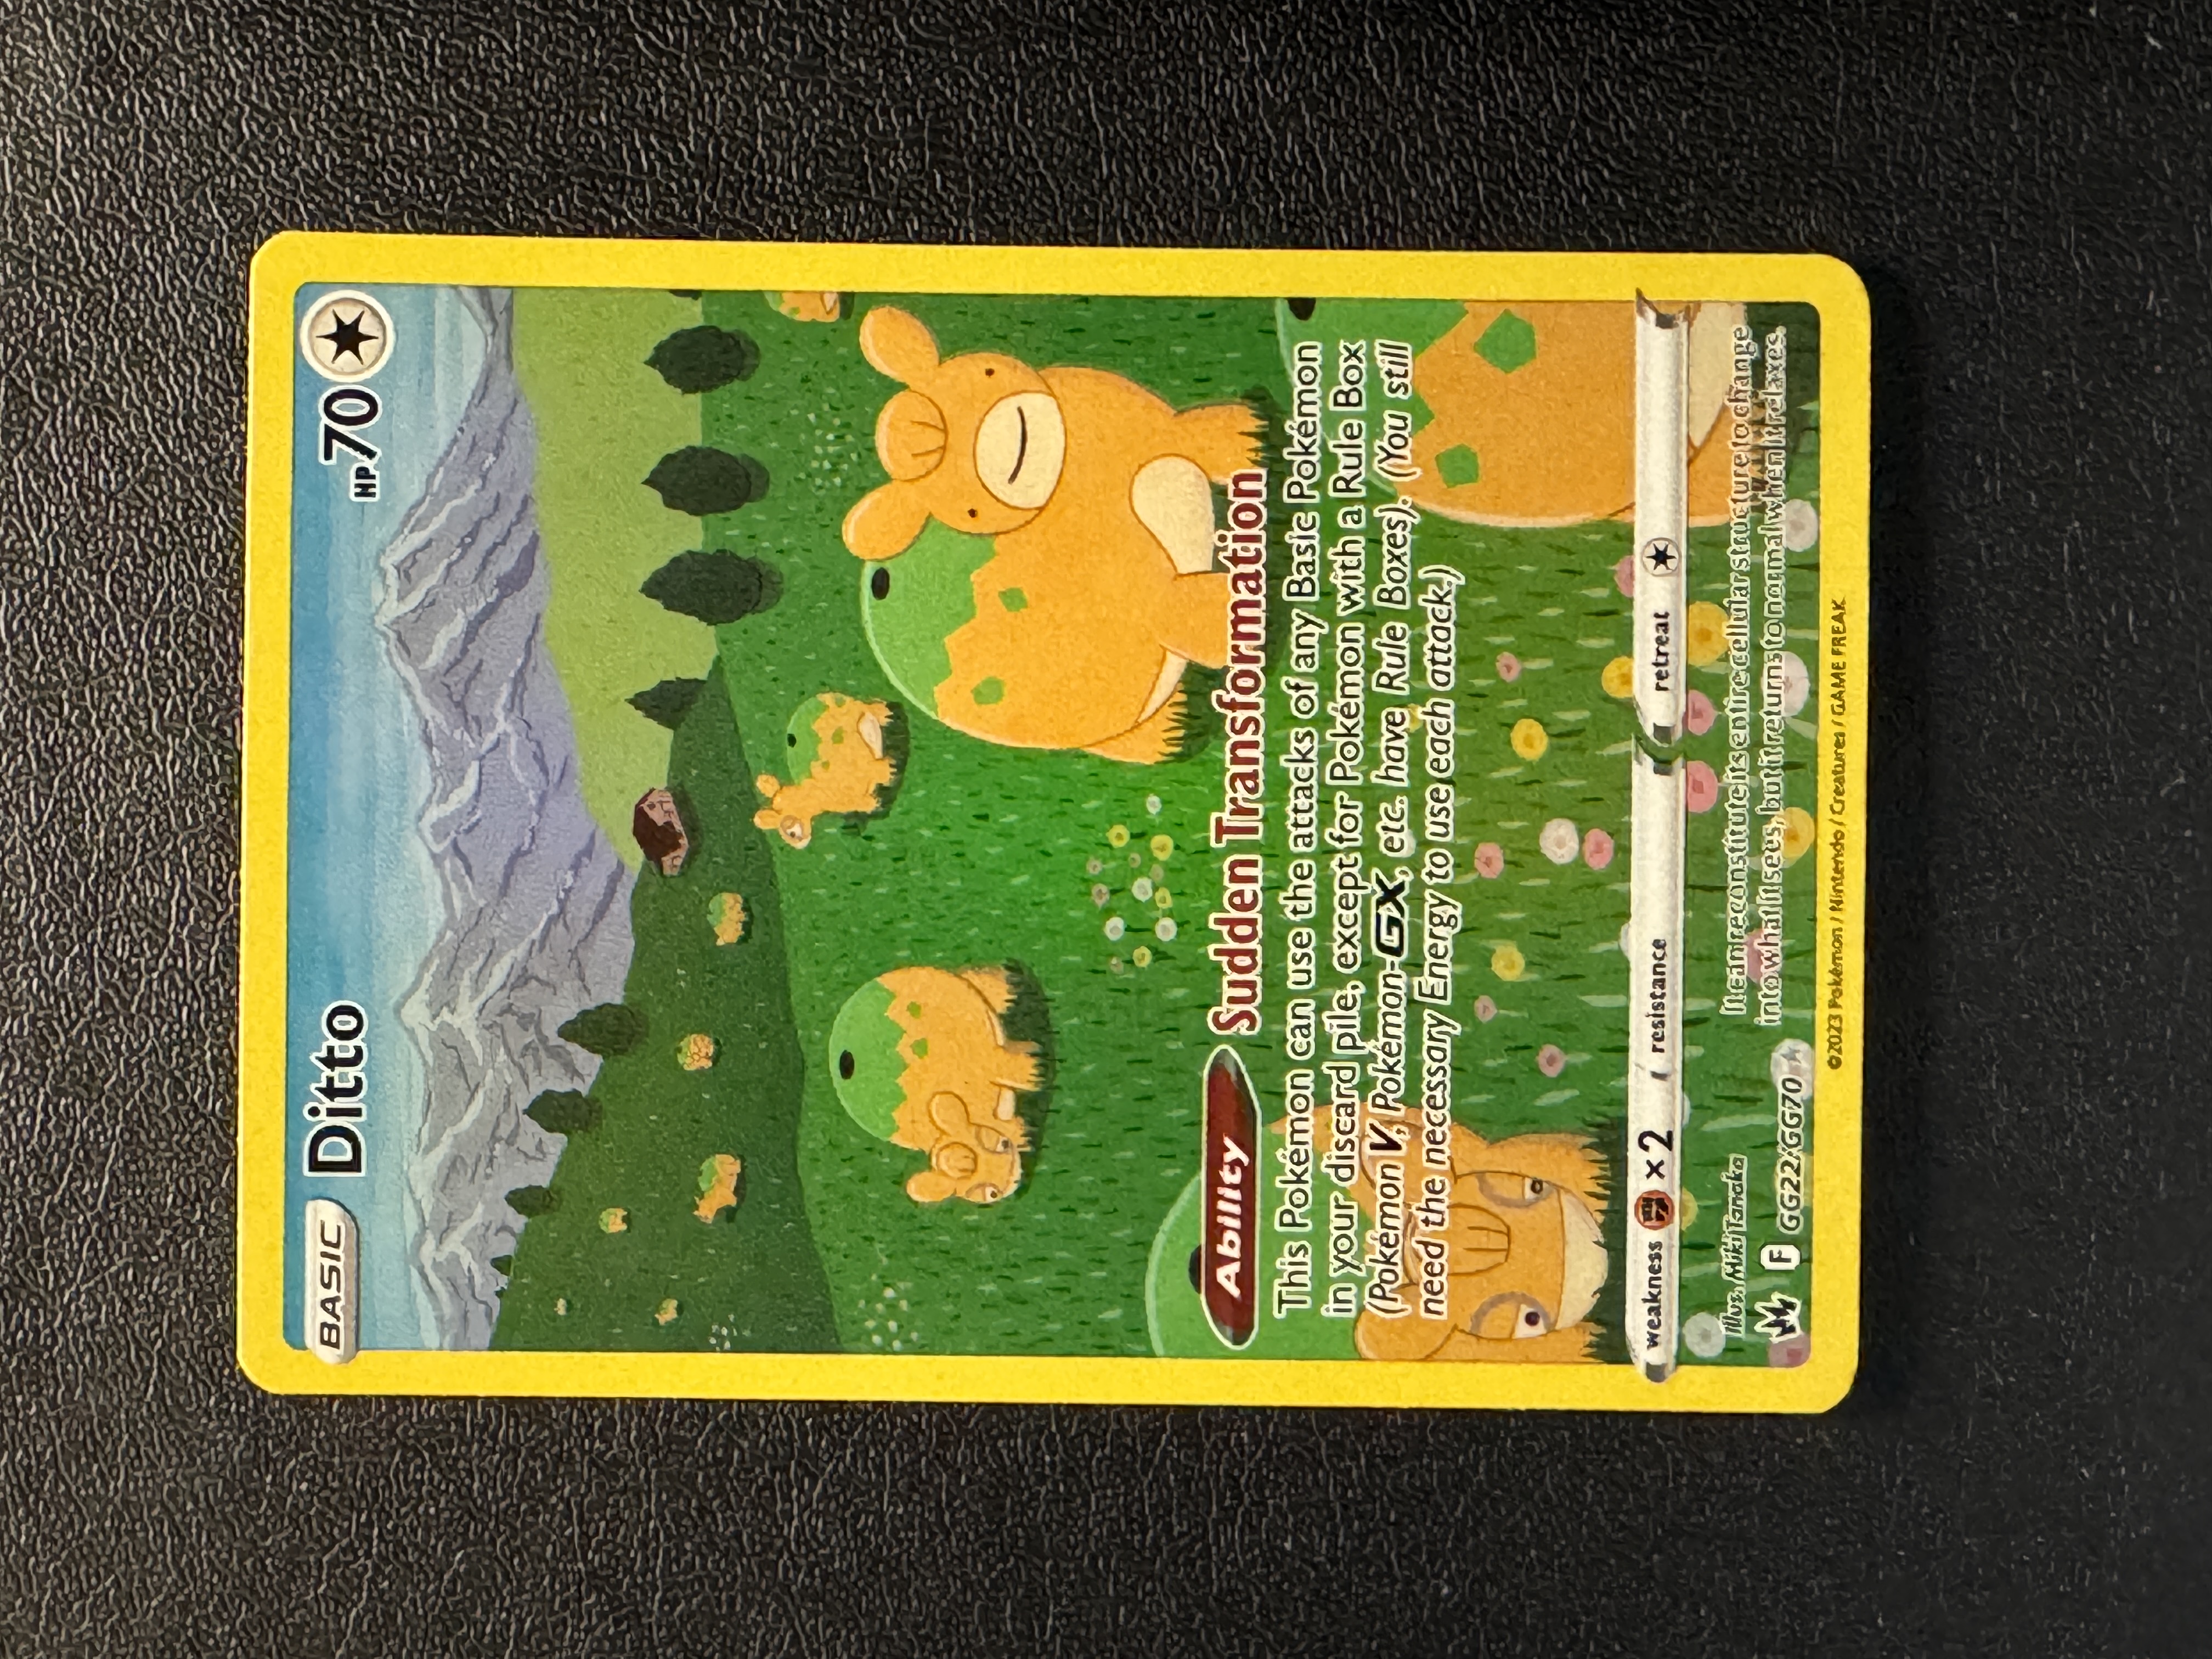 BASIC Ditto HP 70
Ability Sudden Transformation
This Pokémon can use the attacks of any Basic Pokémon
in your discard pile, except for Pokémon with a Rule Box
(Pokémon V, Pokémon-GX, etc. have Rule Boxes). (You still
need the necessary Energy to use each attack.)
weakness x2 resistance retreat
Illus. Miki Tanaka
It can reconstitute its entire cellular structure to change
into what it sees, but it returns to normal when it relaxes.
F GG22/GG70
©2023 Pokémon / Nintendo / Creatures / GAME FREAK